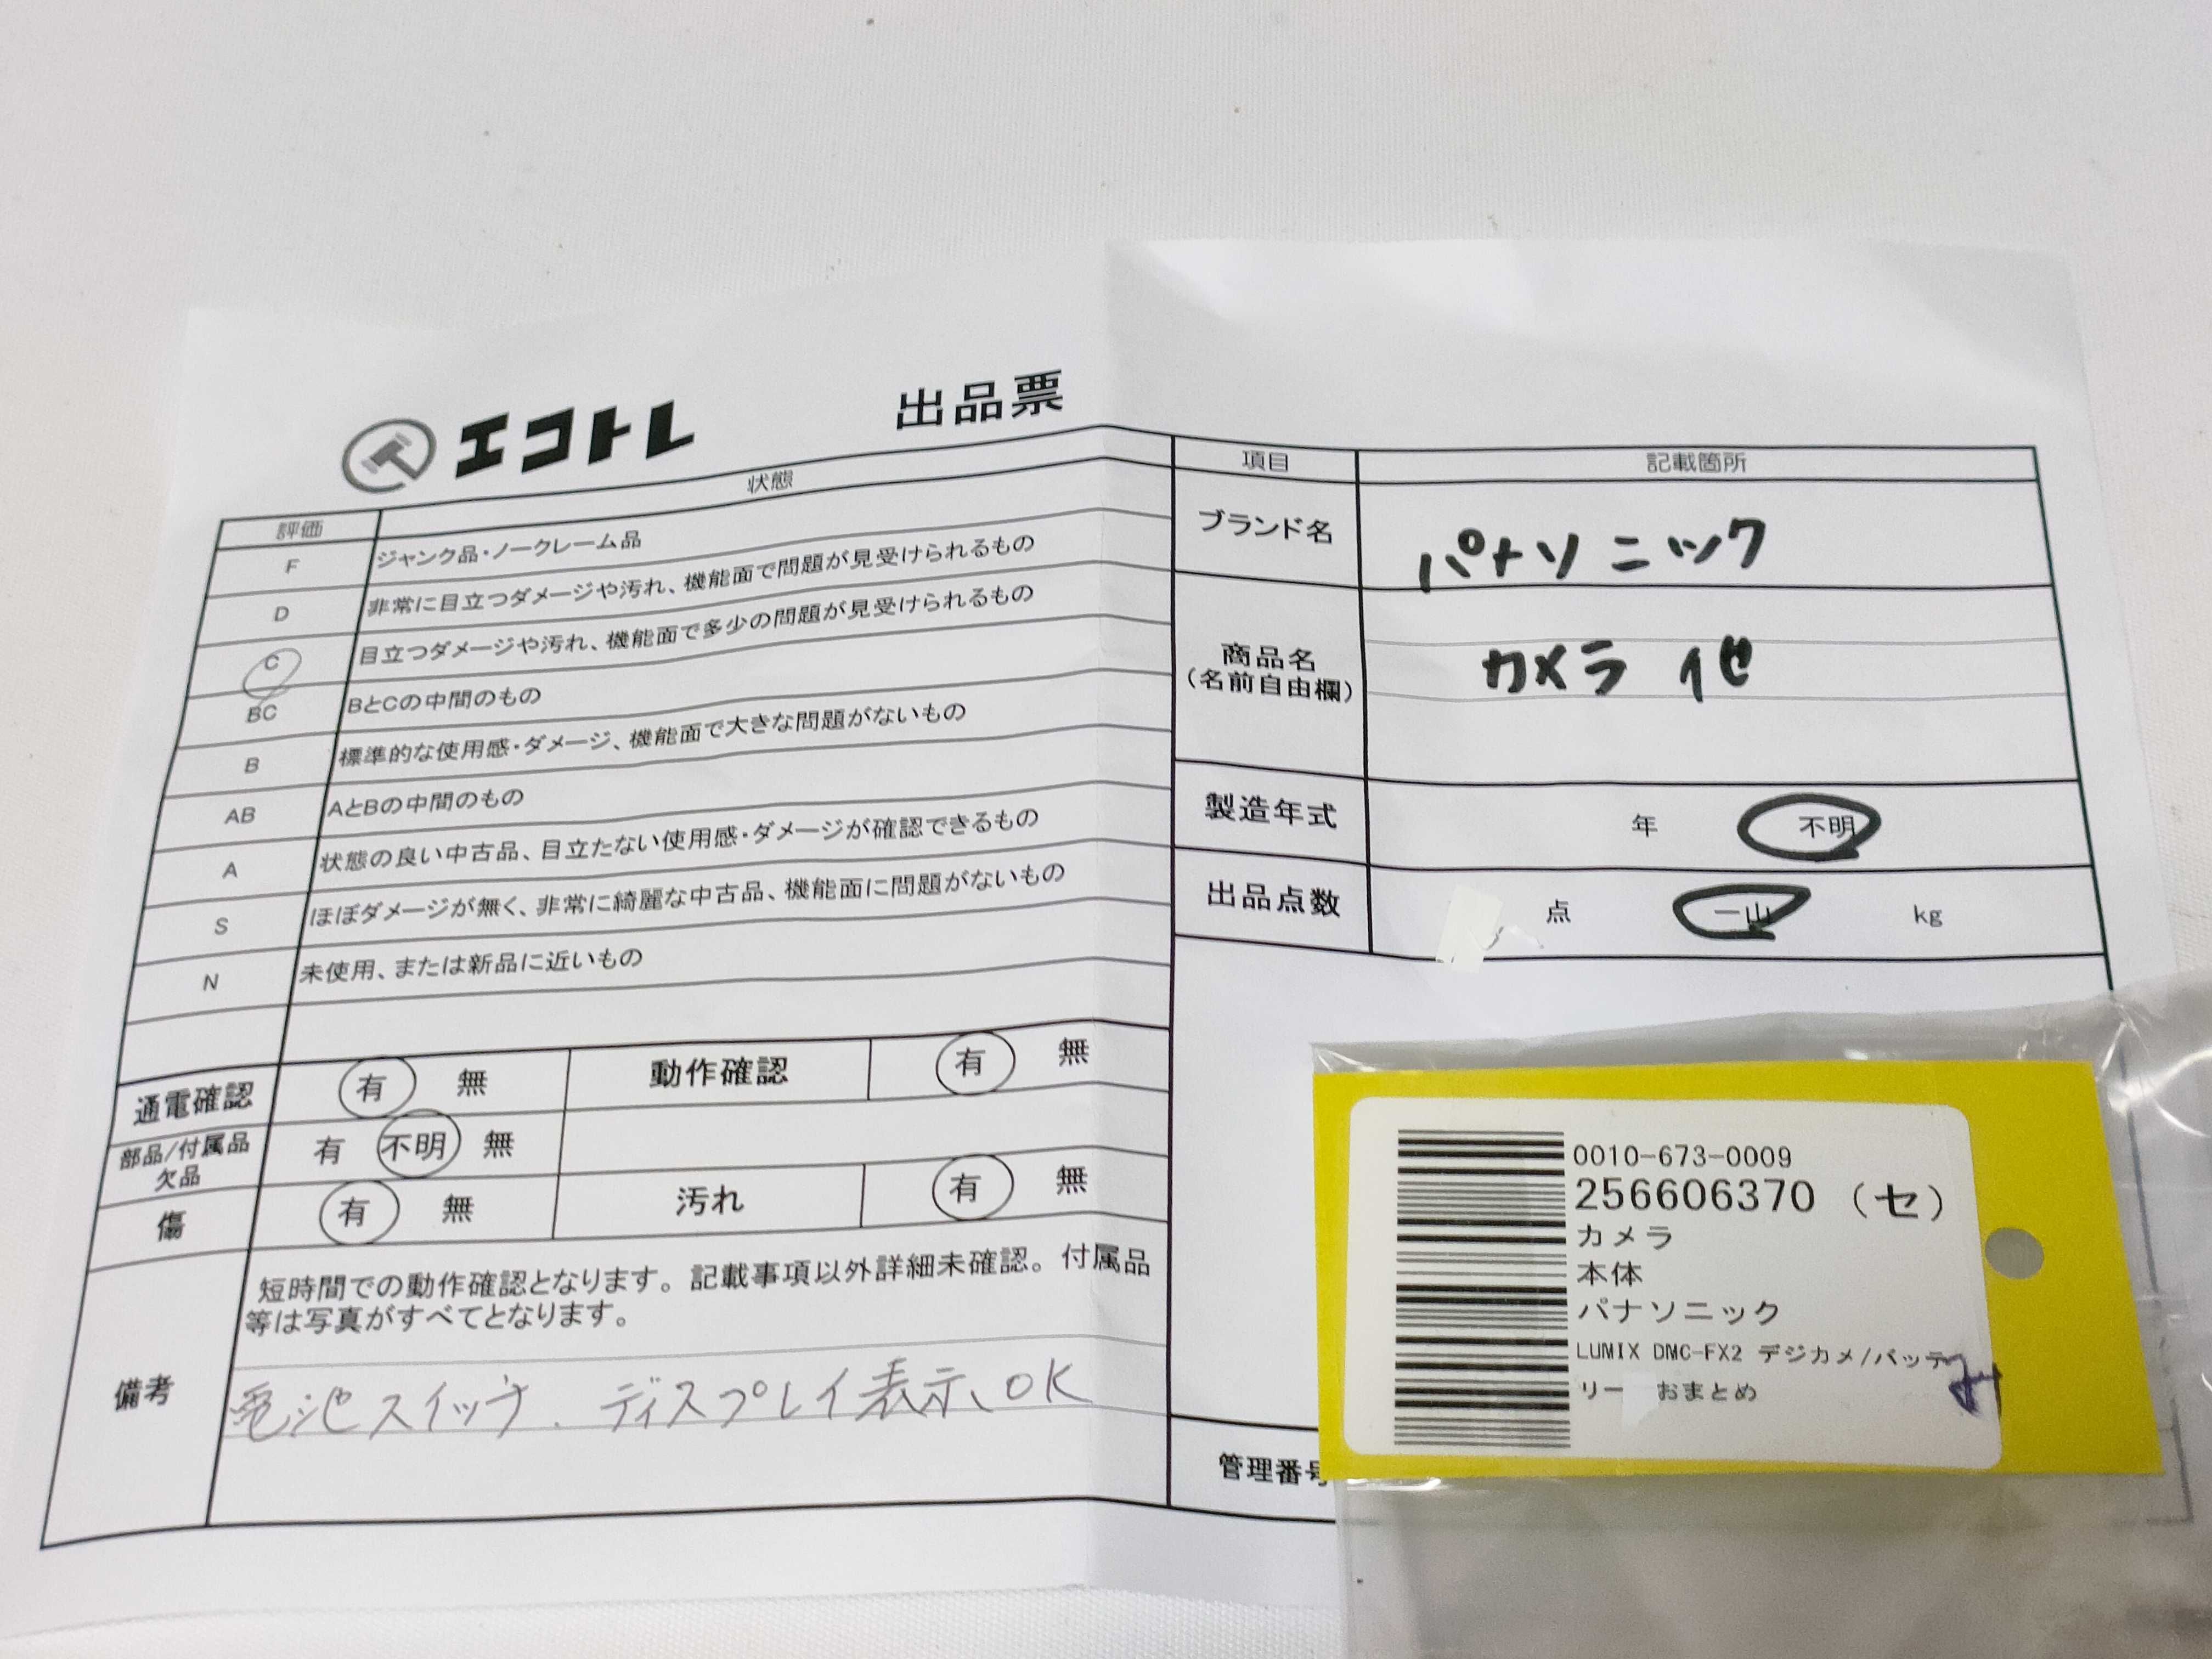 エコトレ 出品票
評価 状態
F ジャンク品・ノークレーム品
D 非常に目立つダメージや汚れ、機能面で問題が見受けられるもの
C 目立つダメージや汚れ、機能面で多少の問題が見受けられるもの
BC BとCの中間のもの
B 標準的な使用感・ダメージ、機能面で大きな問題がないもの
AB AとBの中間のもの
A 状態の良い中古品、目立たない使用感・ダメージが確認できるもの
S ほぼダメージが無く、非常に綺麗な中古品、機能面に問題がないもの
N 未使用、または新品に近いもの
通電確認 有 無 動作確認 有 無
部品/付属品
欠品 有 不明 無
傷 有 無 汚れ 有 無
備考
短時間での動作確認となります。記載事項以外詳細未確認。付属品
等は写真がすべてとなります。
電池スイッチ、ディスプレイ表示、OK
項目 記載箇所
ブランド名 パナソニック
商品名
(名前自由欄) カメラ 他
製造年式 年 不明
出品点数 点 一山 kg
管理番号
0010-673-0009
256606370 (セ)
カメラ
本体
パナソニック
LUMIX DMC-FX2 デジカメ/バッテ
リー おまとめ